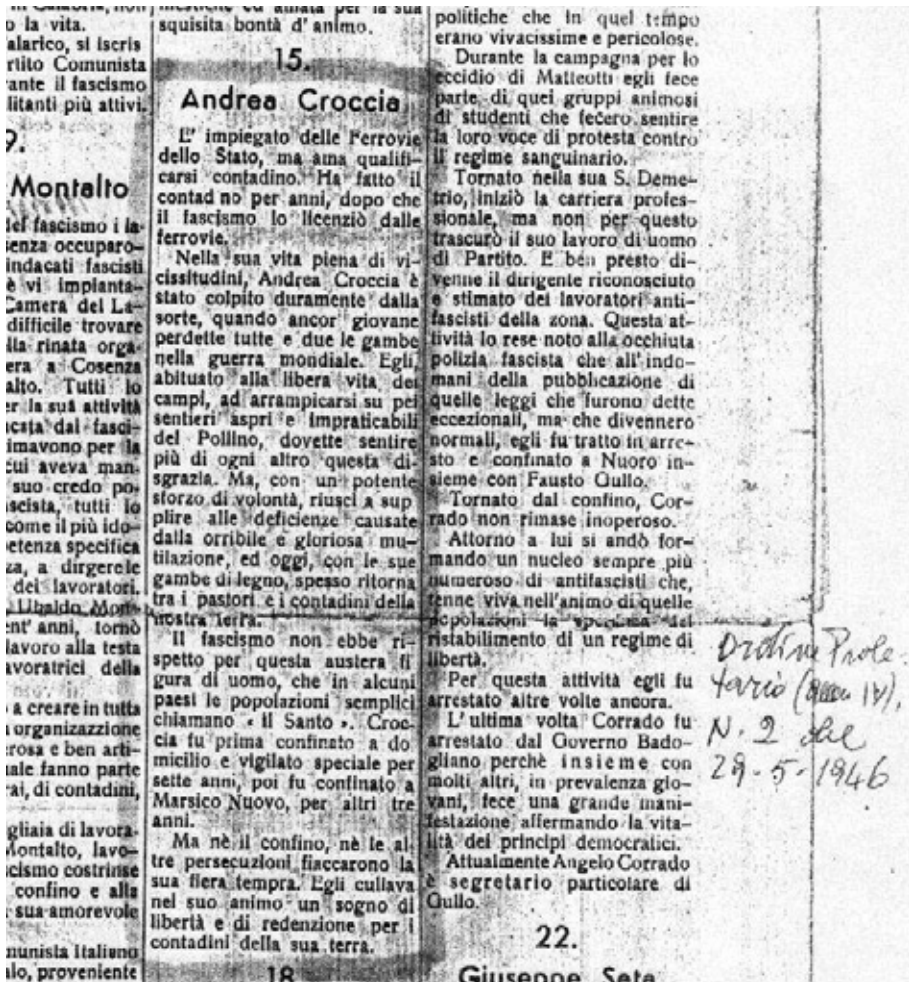 o la vita.
alarico, si iscris
rtito Comunista
ante il fascismo
litanti più attivi.
9.
Montalto
del fascismo i la-
senza occuparo-
indacati fascisti
è vi impianta-
Camera del La-
difficile trovare
lla rinata orga-
era a Cosenza
alto. Tutti lo
er la sua attività
cata dal fasci-
imavono per la
cui aveva man-
suo credo po-
ascista, tutti lo
come il più ido-
petenza specifica
za, a dirgerele
dei lavoratori.
Ubaldo Mont-
ent' anni, tornò
lavoro alla testa
avoratrici della
a creare in tutta
organizazzione
rosa e ben arti-
ale fanno parte
rai, di contadini,
gliaia di lavora-
Montalto, lavo-
scismo costrinse
confino e alla
sua amorevole
munista italiano
alo, proveniente
squisita bontà d' animo.
15.
Andrea Croccia
E' impiegato delle Ferrovie
dello Stato, ma ama qualifi-
carsi contadino. Ha fatto il
contad no per anni, dopo che
il fascismo lo licenziò dalle
ferrovie.
Nella sua vita piena di vi-
cissitudini, Andrea Croccia è
stato colpito duramente dalla
sorte, quando ancor giovane
perdette tutte e due le gambe
nella guerra mondiale. Egli,
abituato alla libera vita dei
campi, ad arrampicarsi su pei
sentieri aspri e impraticabili
del Pollino, dovette sentire
più di ogni altro questa di-
sgrazia. Ma, con un potente
sforzo di volontà, riuscì a sup
plire alle deficienze causate
dalla orribile e gloriosa mu-
tilazione, ed oggi, con le sue
gambe di legno, spesso ritorna
tra i pastori e i contadini della
nostra terra.
Il fascismo non ebbe ri-
spetto per questa austera fi
gura di uomo, che in alcuni
paesi le popolazioni semplici
chiamano « il Santo ». Croc-
cia fu prima confinato a do
micilio e vigilato speciale per
sette anni, poi fu confinato a
Marsico Nuovo, per altri tre
anni.
Ma nè il confino, nè le al-
tre persecuzioni fiaccarono la
sua fiera tempra. Egli cullava
nel suo animo un sogno di
libertà e di redenzione per i
contadini della sua terra.
18
politiche che in quel tempo
erano vivacissime e pericolose.
Durante la campagna per lo
eccidio di Matteotti egli fece
parte di quei gruppi animosi
di studenti che fecero sentire
la loro voce di protesta contro
il regime sanguinario.
Tornato nella sua S. Deme-
trio, iniziò la carriera profes-
sionale, ma non per questo
trascurò il suo lavoro di uomo
di Partito. E ben presto di-
venne il dirigente riconosciuto
e stimato dei lavoratori anti-
fascisti della zona. Questa at-
tività lo rese noto alla occhiuta
polizia fascista che all' indo-
mani della pubblicazione di
quelle leggi che furono dette
eccezionali, ma che divennero
normali, egli fu tratto in arre-
sto e confinato a Nuoro in-
sieme con Fausto Gullo.
Tornato dal confino, Cor-
rado non rimase inoperoso.
Attorno a lui si andò for-
mando un nucleo sempre più
numeroso di antifascisti che,
tenne viva nell'animo di quelle
popolazioni la speranza del
ristabilimento di un regime di
libertà.
Per questa attività egli fu
arrestato altre volte ancora.
L' ultima volta Corrado fu
arrestato dal Governo Bado-
gliano perchè insieme con
molti altri, in prevalenza gio-
vani, fece una grande mani-
festazione affermando la vita-
lità dei principi democratici.
Attualmente Angelo Corrado
è segretario particolare di
Gullo.
22.
Giuseppe Seta
Ordine Prole-
tario (anno IV),
N. 2 del
29-5-1946